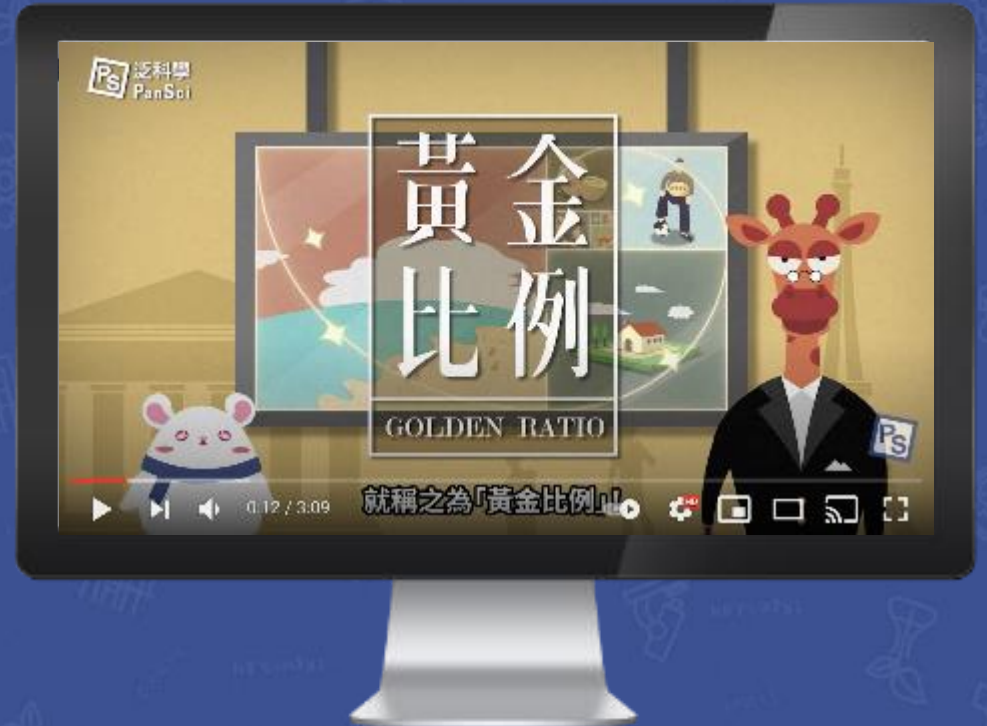 PS 泛科學
PanSci
黃金
比例
GOLDEN RATIO
PS
0:12 / 3:09
就稱之為「黃金比例」!
HD